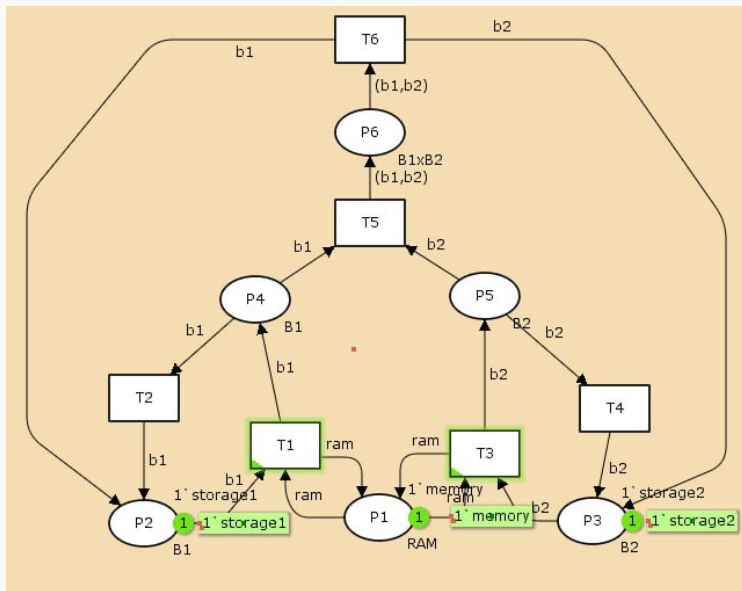 T6
b1
b2
(b1,b2)
P6
B1xB2
(b1,b2)
T5
b1
b2
P4
B1
P5
B2
b1
b2
b1
b2
T2
T4
T1
T3
ram
ram
b1
b1
b2
1`storage1
1`memory
1`storage2
ram
ram
b2
P2
1
1`storage1
B1
P1
1
1`memory
RAM
P3
1
1`storage2
B2